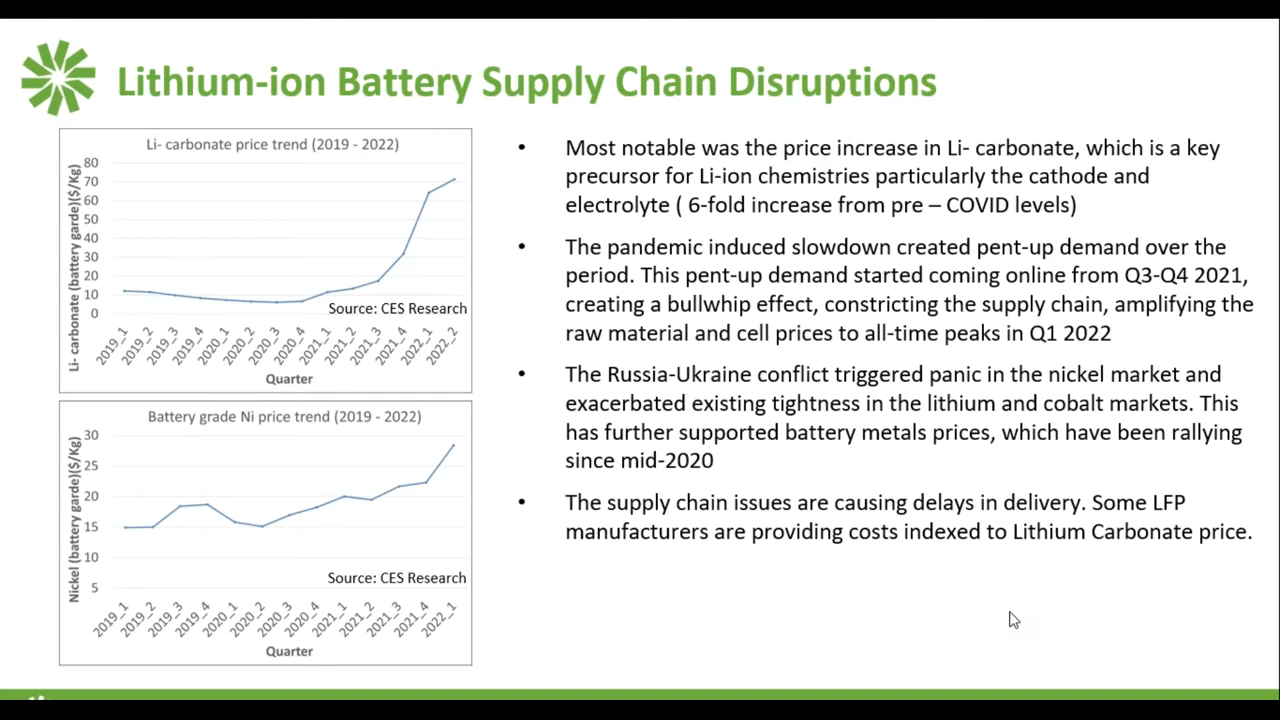 Lithium-ion Battery Supply Chain Disruptions
Li- carbonate price trend (2019 - 2022)
Li- carbonate (battery garde)($/Kg)
80
70
60
50
40
30
20
10
0
Source: CES Research
2019_1
2019_2
2019_3
2019_4
2020_1
2020_2
2020_3
2020_4
2021_1
2021_2
2021_3
2021_4
2022_1
2022_2
Quarter
Battery grade Ni price trend (2019 - 2022)
Nickel (battery garde)($/Kg)
30
25
20
15
10
5
Source: CES Research
2019_1
2019_2
2019_3
2019_4
2020_1
2020_2
2020_3
2020_4
2021_1
2021_2
2021_3
2021_4
2022_1
Quarter
• Most notable was the price increase in Li- carbonate, which is a key
precursor for Li-ion chemistries particularly the cathode and
electrolyte ( 6-fold increase from pre – COVID levels)
• The pandemic induced slowdown created pent-up demand over the
period. This pent-up demand started coming online from Q3-Q4 2021,
creating a bullwhip effect, constricting the supply chain, amplifying the
raw material and cell prices to all-time peaks in Q1 2022
• The Russia-Ukraine conflict triggered panic in the nickel market and
exacerbated existing tightness in the lithium and cobalt markets. This
has further supported battery metals prices, which have been rallying
since mid-2020
• The supply chain issues are causing delays in delivery. Some LFP
manufacturers are providing costs indexed to Lithium Carbonate price.